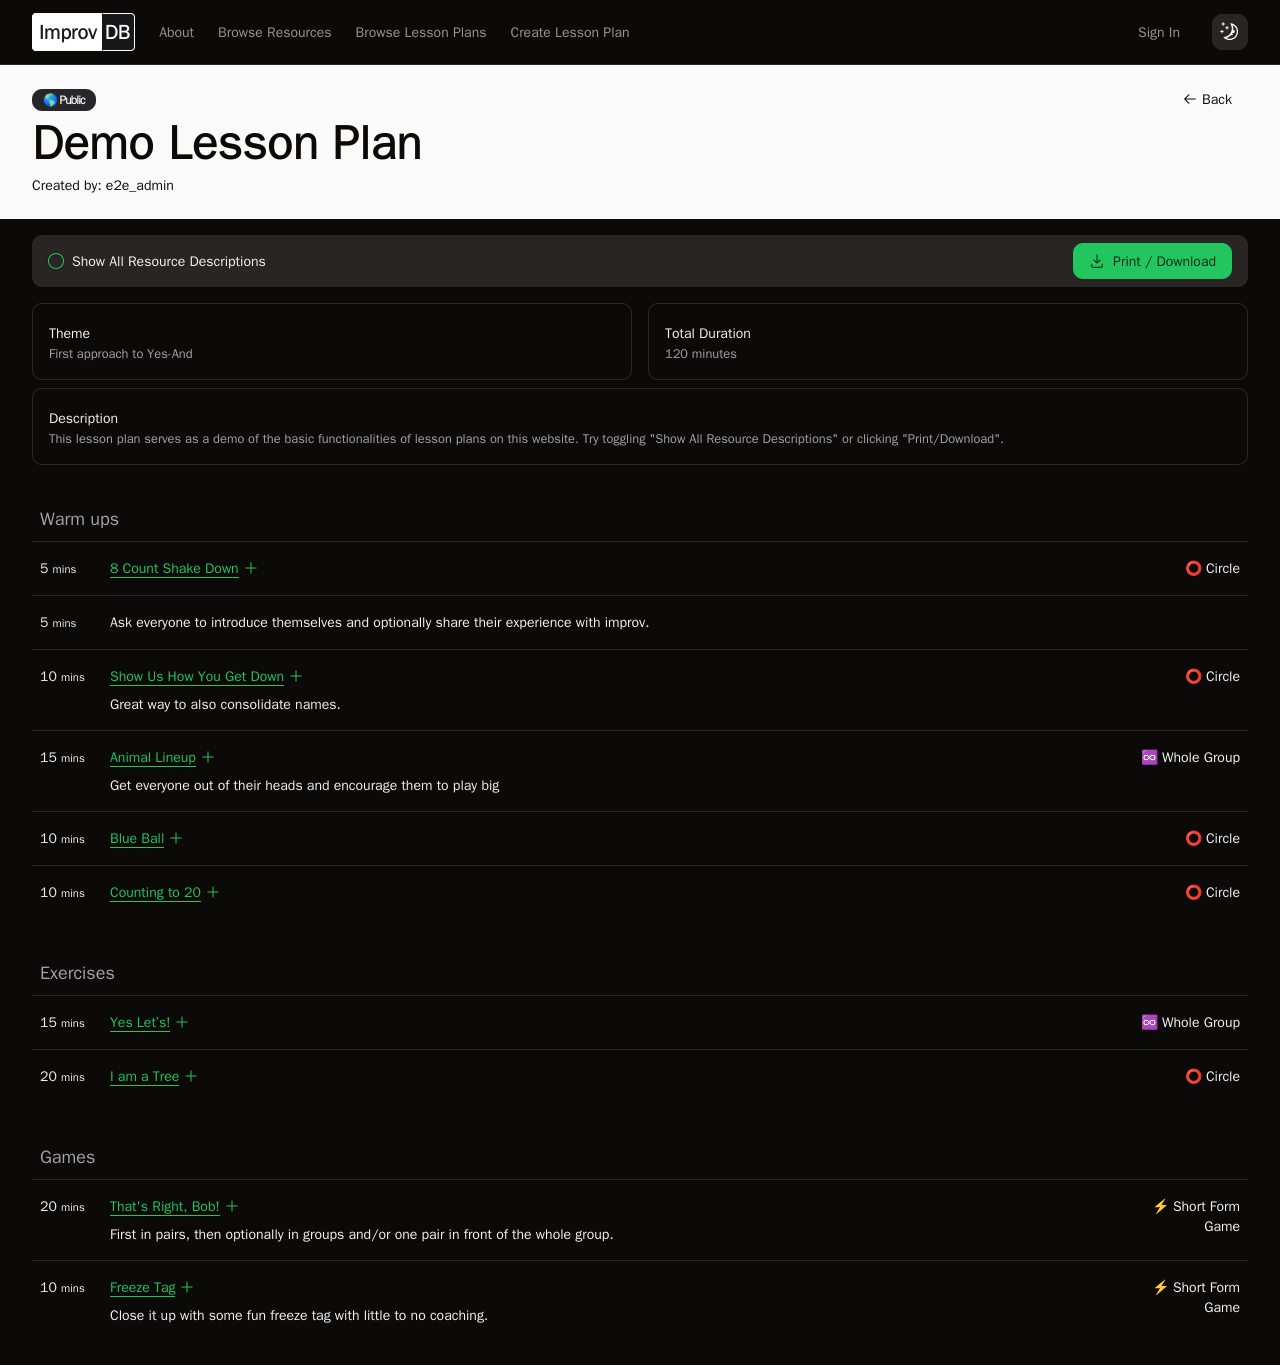 Improv DB
About
Browse Resources
Browse Lesson Plans
Create Lesson Plan
Sign In
Public
Back
Demo Lesson Plan
Created by: e2e_admin
Show All Resource Descriptions
Print / Download
Theme
First approach to Yes-And
Total Duration
120 minutes
Description
This lesson plan serves as a demo of the basic functionalities of lesson plans on this website. Try toggling "Show All Resource Descriptions" or clicking "Print/Download".
Warm ups
5 mins
8 Count Shake Down
Circle
5 mins
Ask everyone to introduce themselves and optionally share their experience with improv.
10 mins
Show Us How You Get Down
Circle
Great way to also consolidate names.
15 mins
Animal Lineup
Whole Group
Get everyone out of their heads and encourage them to play big
10 mins
Blue Ball
Circle
10 mins
Counting to 20
Circle
Exercises
15 mins
Yes Let's!
Whole Group
20 mins
I am a Tree
Circle
Games
20 mins
That's Right, Bob!
Short Form
Game
First in pairs, then optionally in groups and/or one pair in front of the whole group.
10 mins
Freeze Tag
Short Form
Game
Close it up with some fun freeze tag with little to no coaching.